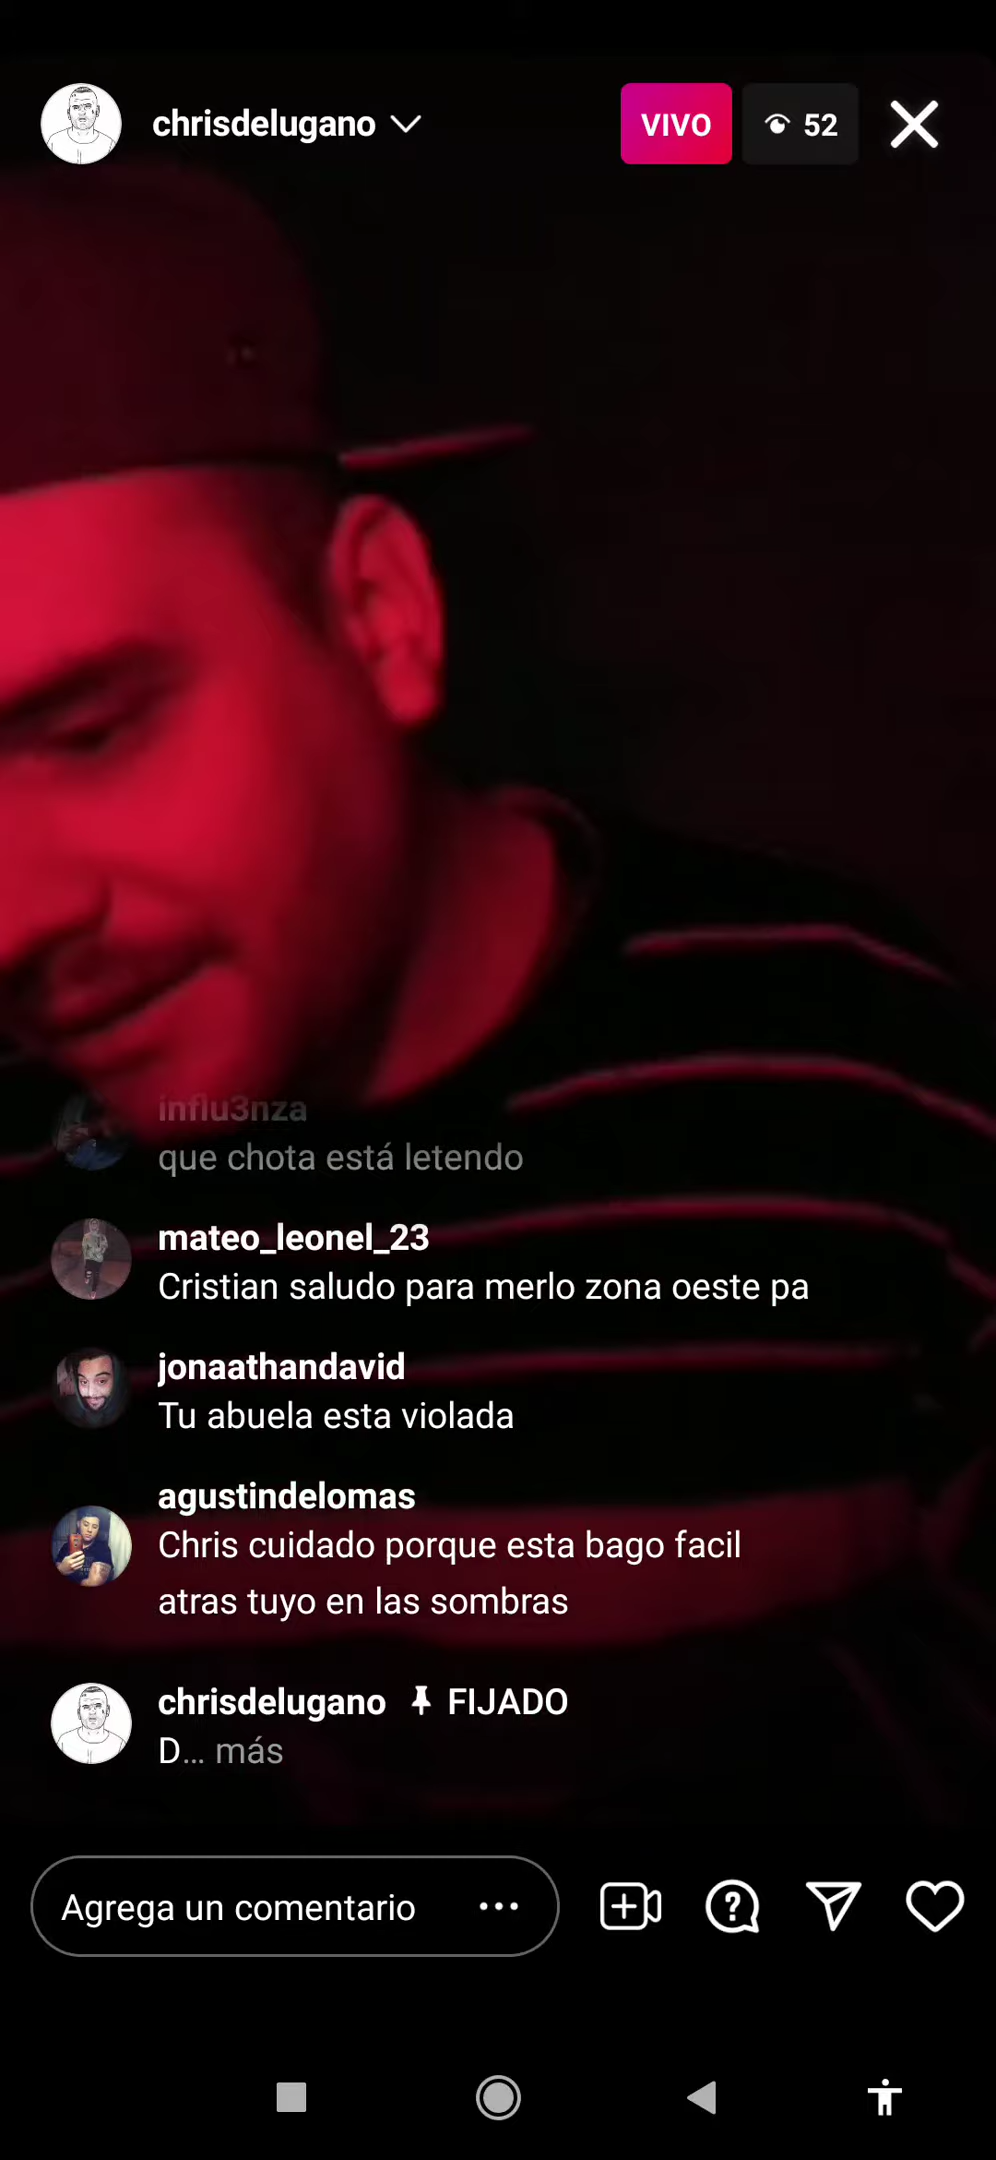 chrisdelugano
VIVO
52
influ3nza
que chota está letendo
mateo_leonel_23
Cristian saludo para merlo zona oeste pa
jonaathandavid
Tu abuela esta violada
agustindelomas
Chris cuidado porque esta bago facil
atras tuyo en las sombras
chrisdelugano FIJADO
D... más
Agrega un comentario